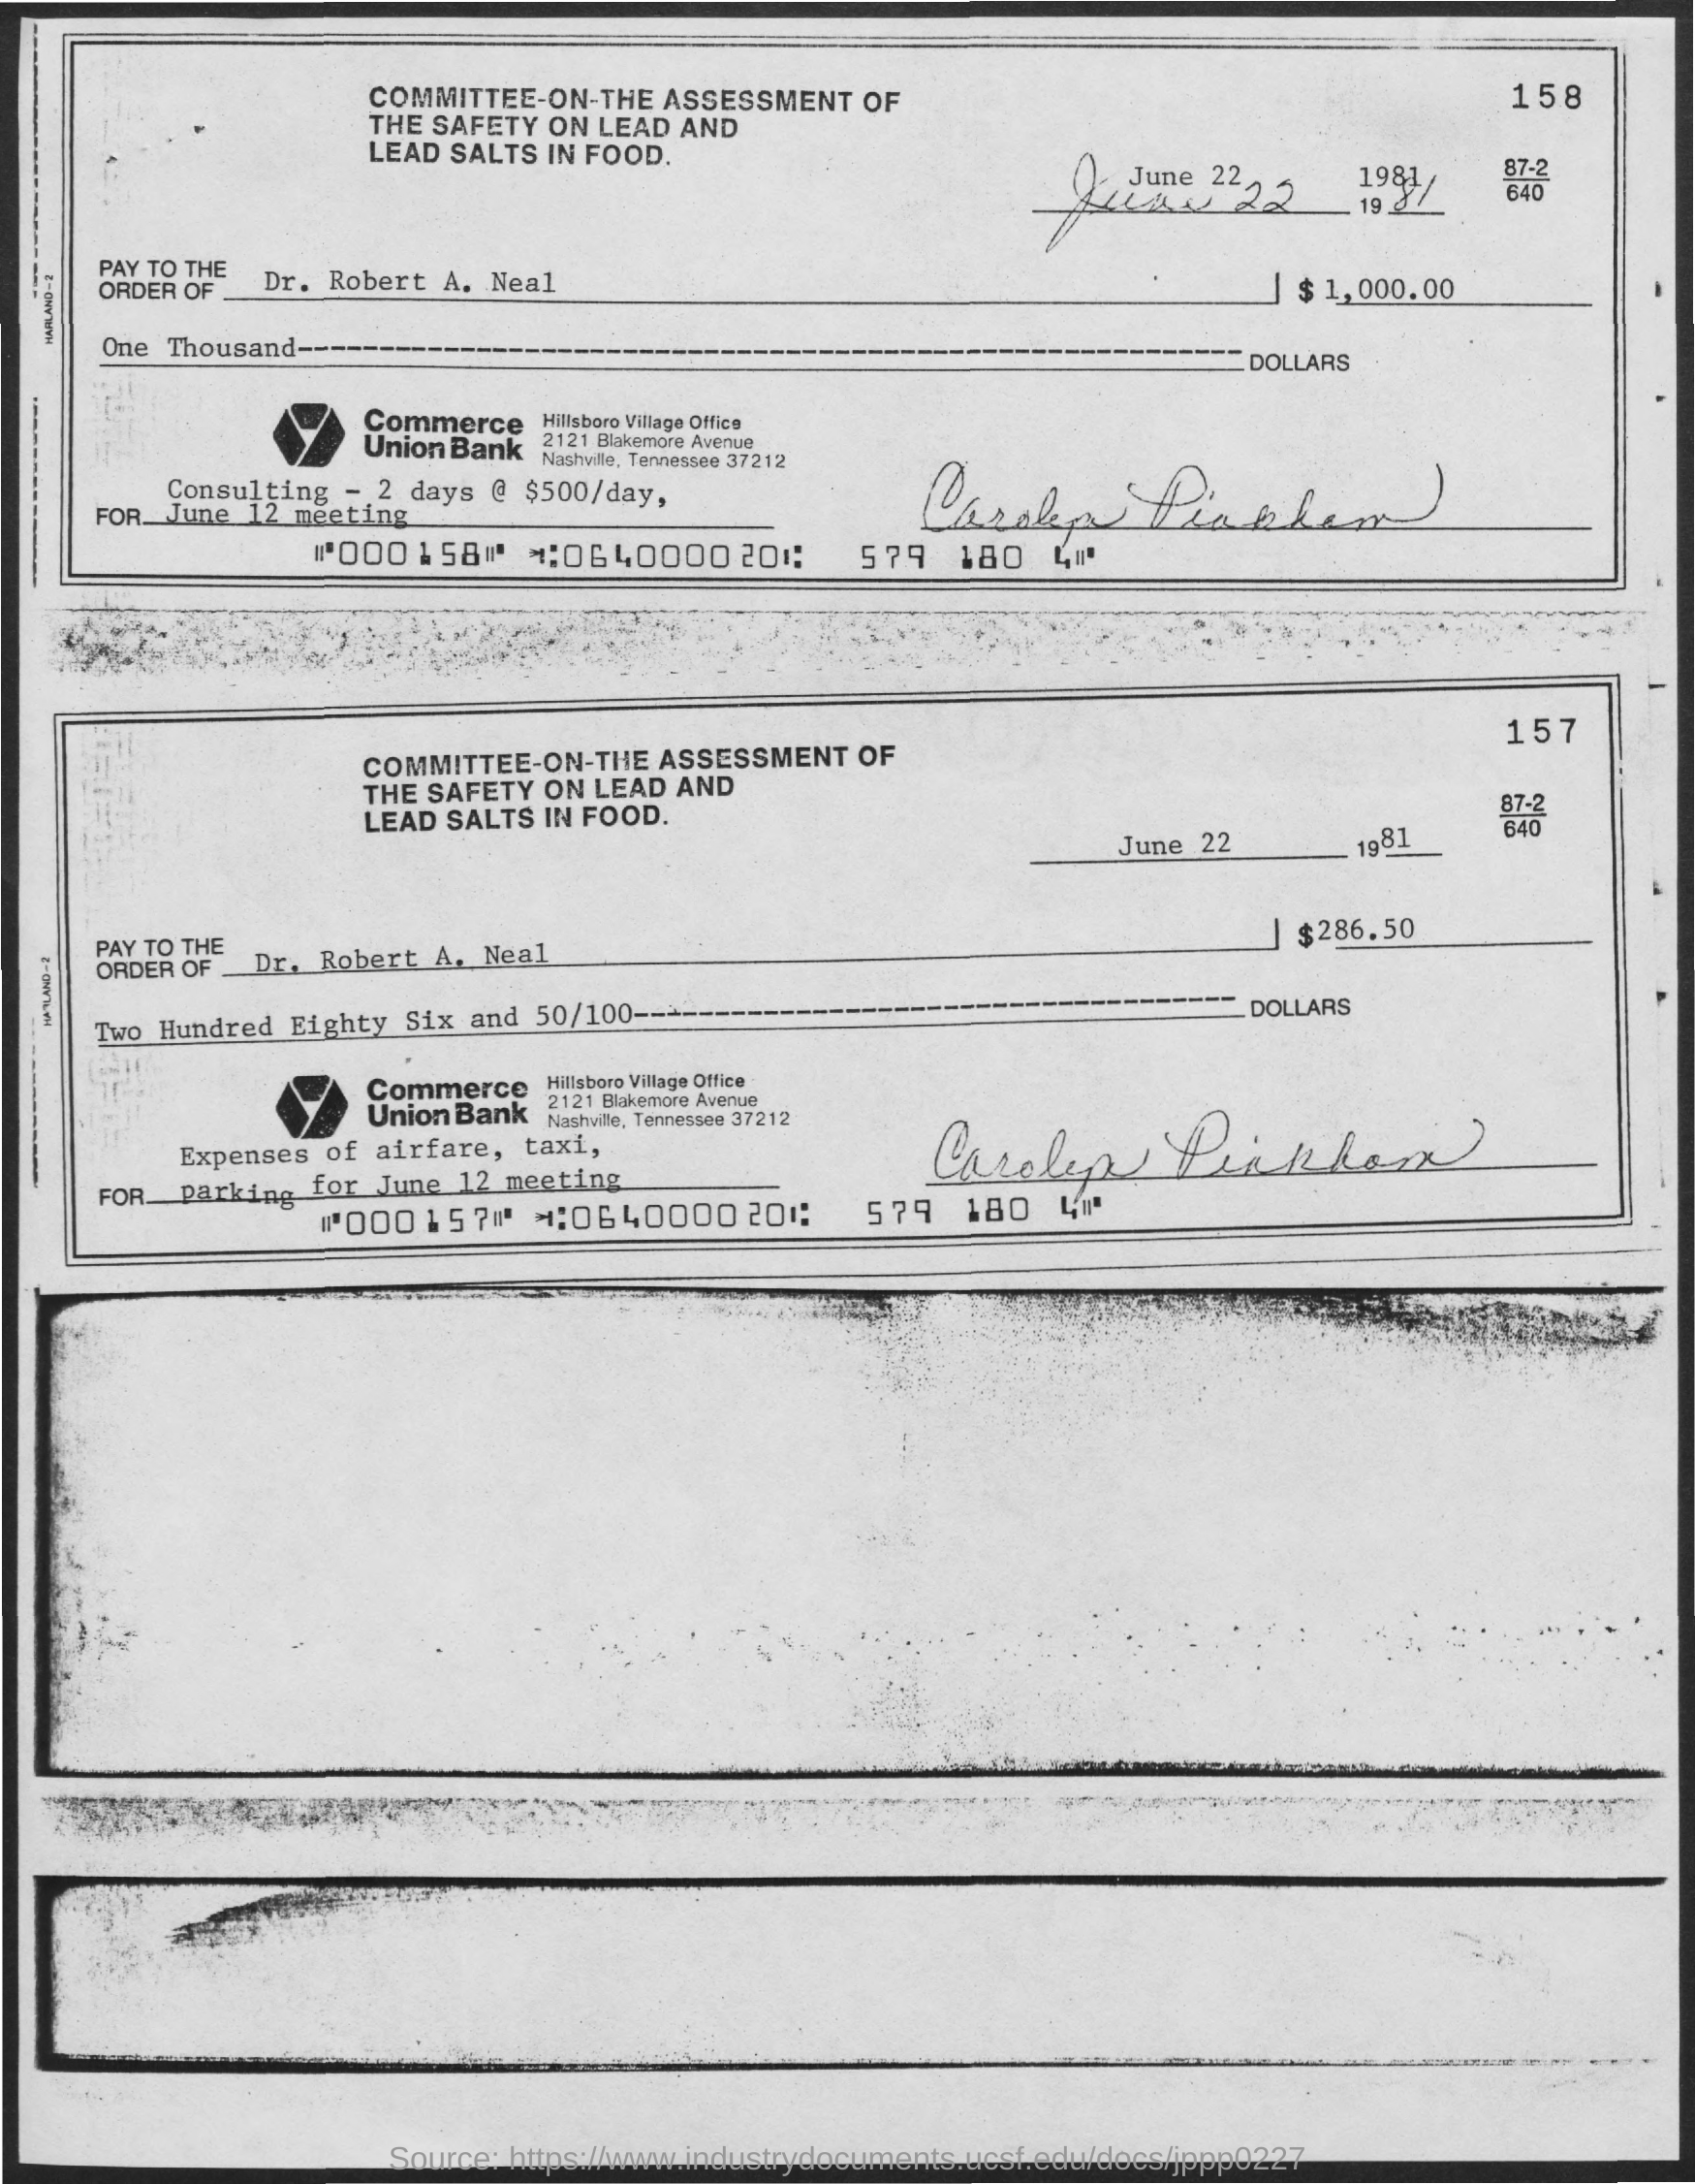 COMMITTEE-ON-THE ASSESSMENT OF
THE SAFETY ON LEAD AND
LEAD SALTS IN FOOD.
158
June 22 1981
June 22 19 81
87-2
640
PAY TO THE
ORDER OF Dr. Robert A. Neal $ 1,000.00
One Thousand DOLLARS
HARLAND-2
Commerce
Union Bank
Hillsboro Village Office
2121 Blakemore Avenue
Nashville, Tennessee 37212
Consulting - 2 days @ $500/day,
FOR June 12 meeting
Carolyn Pinkham
⑈000158⑈ ⑆064000020⑆ 579 180 4⑈
COMMITTEE-ON-THE ASSESSMENT OF
THE SAFETY ON LEAD AND
LEAD SALTS IN FOOD.
157
87-2
640
June 22 1981
PAY TO THE
ORDER OF Dr. Robert A. Neal $286.50
Two Hundred Eighty Six and 50/100 DOLLARS
HARLAND-2
Commerce
Union Bank
Hillsboro Village Office
2121 Blakemore Avenue
Nashville, Tennessee 37212
Expenses of airfare, taxi,
FOR parking for June 12 meeting
Carolyn Pinkham
⑈000157⑈ ⑆064000020⑆ 579 180 4⑈
Source: https://www.industrydocuments.ucsf.edu/docs/jppp0227